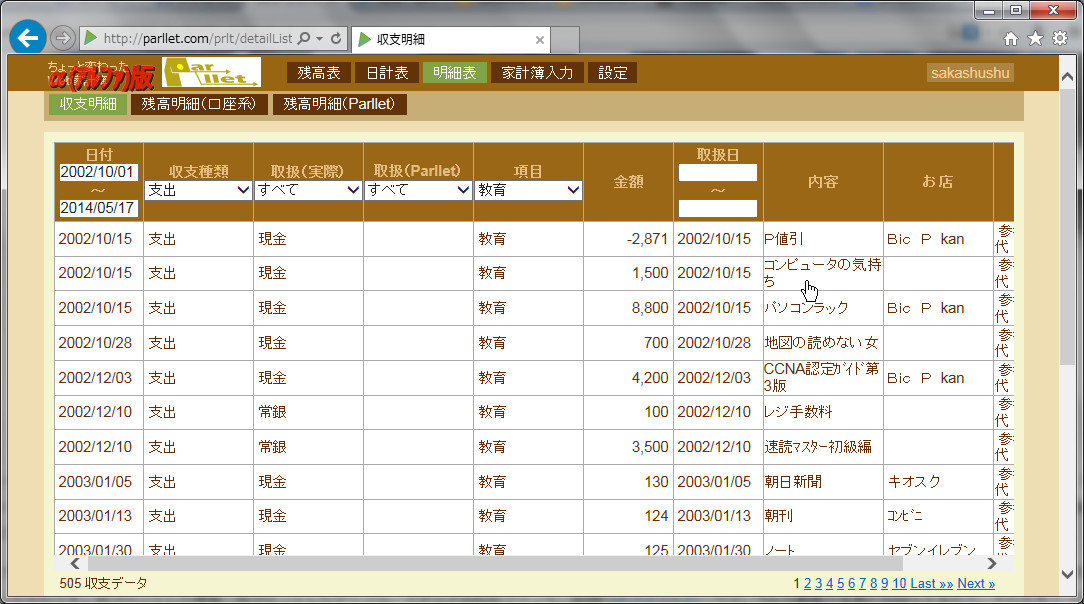 http://parllet.com/prlt/detailList
収支明細
ちょっと変わった
α(アルファ)版
Parllet.
残高表 日計表 明細表 家計簿入力 設定
sakashushu
収支明細 残高明細(口座系) 残高明細(Parllet)
日付 収支種類 取扱(実際) 取扱(Parllet) 項目 金額 取扱日 内容 お店
2002/10/01 ～ 2014/05/17 支出 すべて すべて 教育 ～
2002/10/15 支出 現金 教育 -2,871 2002/10/15 P値引 Bic P kan 参 代
2002/10/15 支出 現金 教育 1,500 2002/10/15 コンピュータの気持ち 参 代
2002/10/15 支出 現金 教育 8,800 2002/10/15 パソコンラック Bic P kan 参 代
2002/10/28 支出 現金 教育 700 2002/10/28 地図の読めない女 参 代
2002/12/03 支出 現金 教育 4,200 2002/12/03 CCNA認定ガイド第3版 Bic P kan 参 代
2002/12/10 支出 常銀 教育 100 2002/12/10 レジ手数料 参 代
2002/12/10 支出 常銀 教育 3,500 2002/12/10 速読マスター初級編 参 代
2003/01/05 支出 現金 教育 130 2003/01/05 朝日新聞 キオスク 参 代
2003/01/13 支出 現金 教育 124 2003/01/13 朝刊 コンビニ 参 代
2003/01/30 支出 現金 教育 125 2003/01/30 ノート セブンイレブン 参
505 収支データ
1 2 3 4 5 6 7 8 9 10 Last »» Next »